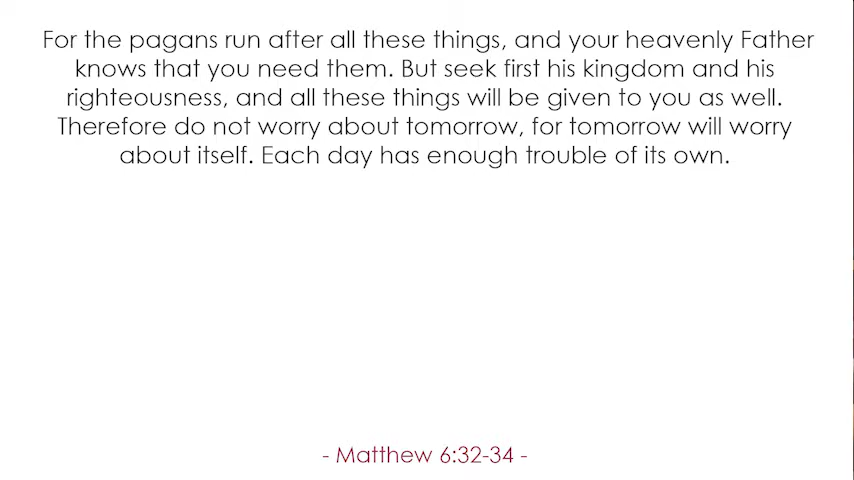 For the pagans run after all these things, and your heavenly Father
knows that you need them. But seek first his kingdom and his
righteousness, and all these things will be given to you as well.
Therefore do not worry about tomorrow, for tomorrow will worry
about itself. Each day has enough trouble of its own.
- Matthew 6:32-34 -